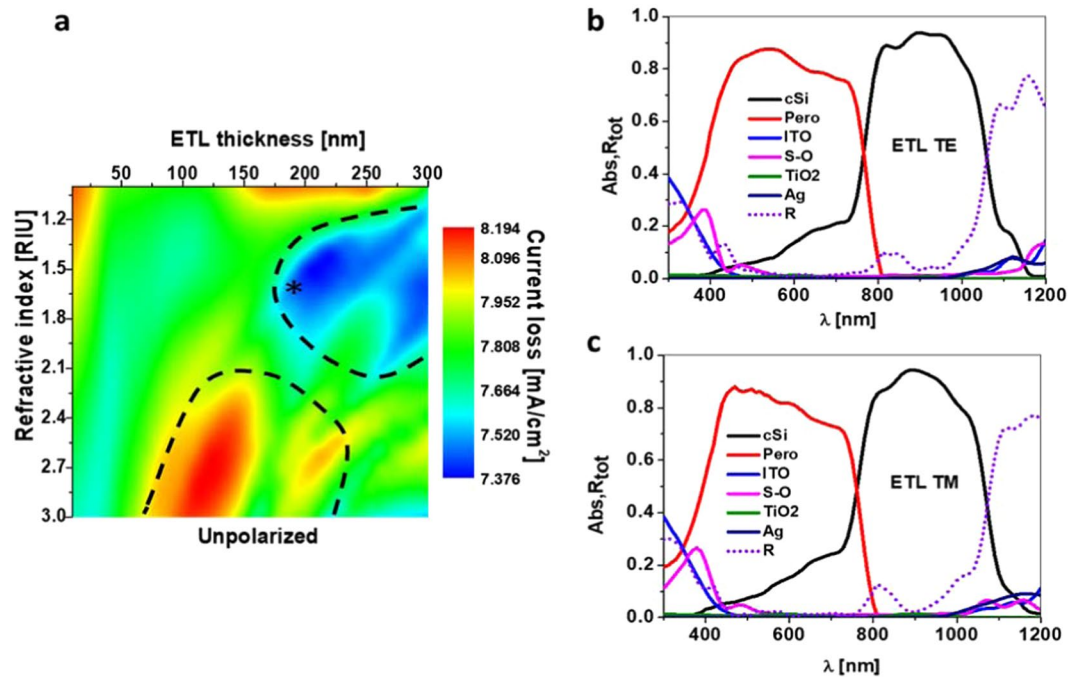 a
ETL thickness [nm]
50 100 150 200 250 300
Refractive index [RIU]
1.2
1.5
1.8
2.1
2.4
2.7
3.0
*
Unpolarized
8.194
8.096
7.952
7.808
7.664
7.520
7.376
Current loss [mA/cm²]
b
Abs,Rtot
1.0
0.8
0.6
0.4
0.2
0.0
cSi
Pero
ITO
S-O
TiO2
Ag
R
ETL TE
400 600 800 1000 1200
λ [nm]
c
Abs,Rtot
1.0
0.8
0.6
0.4
0.2
0.0
cSi
Pero
ITO
S-O
TiO2
Ag
R
ETL TM
400 600 800 1000 1200
λ [nm]